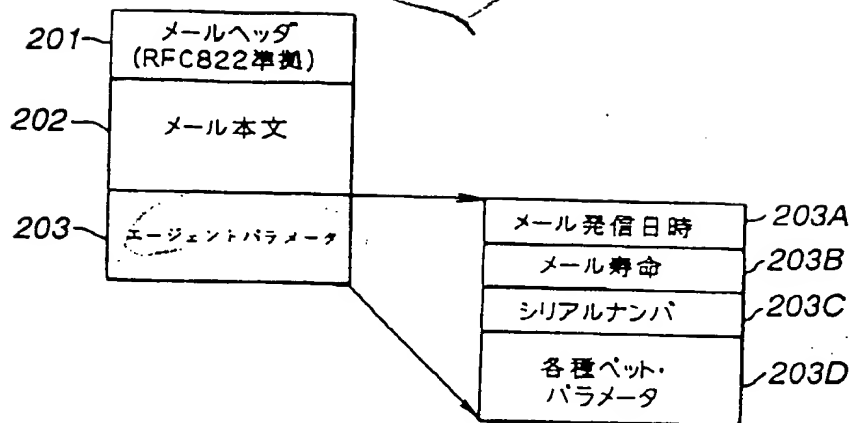 201
メールヘッダ
(RFC822準拠)
202
メール本文
203
エージェントパラメータ
メール発信日時
203A
メール寿命
203B
シリアルナンバ
203C
各種ペット・
パラメータ
203D